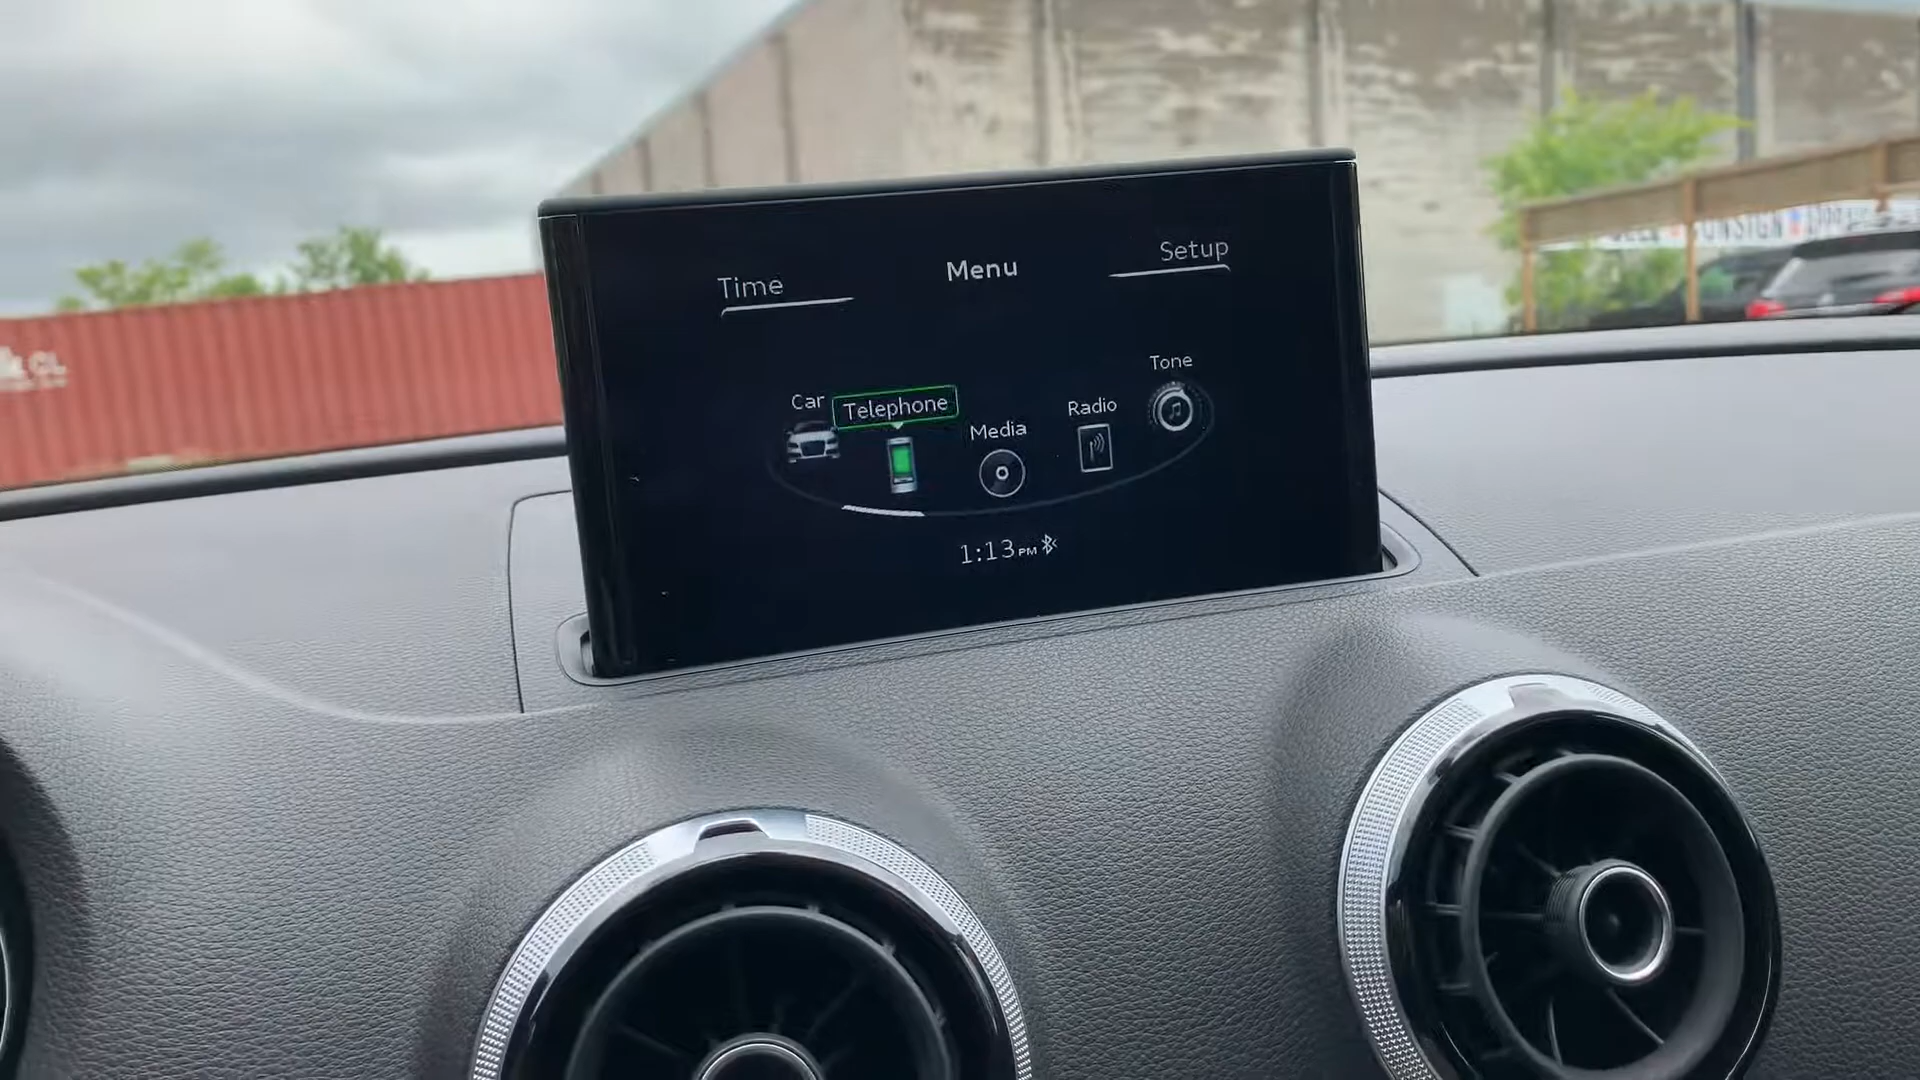 Time
Menu
Setup
Car
Telephone
Media
Radio
Tone
1:13 PM